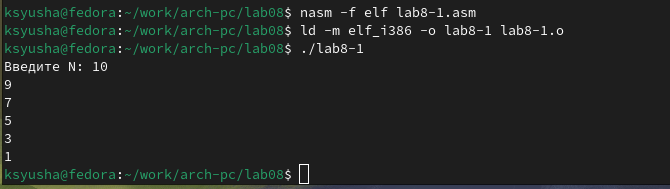 ksyusha@fedora:~/work/arch-pc/lab08$ nasm -f elf lab8-1.asm
ksyusha@fedora:~/work/arch-pc/lab08$ ld -m elf_i386 -o lab8-1 lab8-1.o
ksyusha@fedora:~/work/arch-pc/lab08$ ./lab8-1
Введите N: 10
9
7
5
3
1
ksyusha@fedora:~/work/arch-pc/lab08$